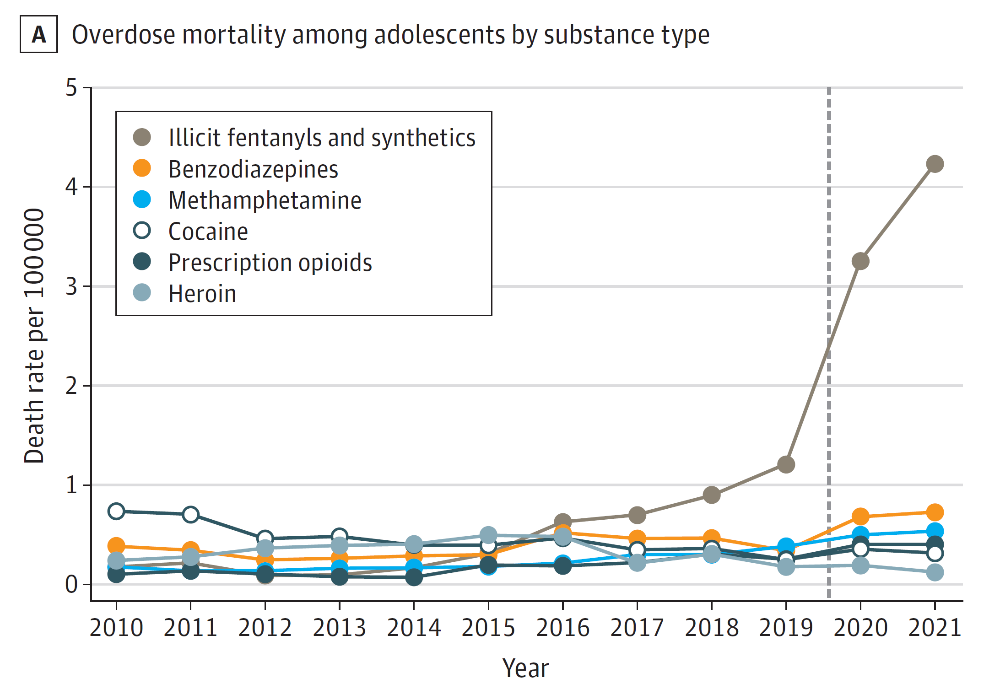 A Overdose mortality among adolescents by substance type
5
4
3
2
1
0
Death rate per 100 000
Illicit fentanyls and synthetics
Benzodiazepines
Methamphetamine
Cocaine
Prescription opioids
Heroin
2010 2011 2012 2013 2014 2015 2016 2017 2018 2019 2020 2021
Year